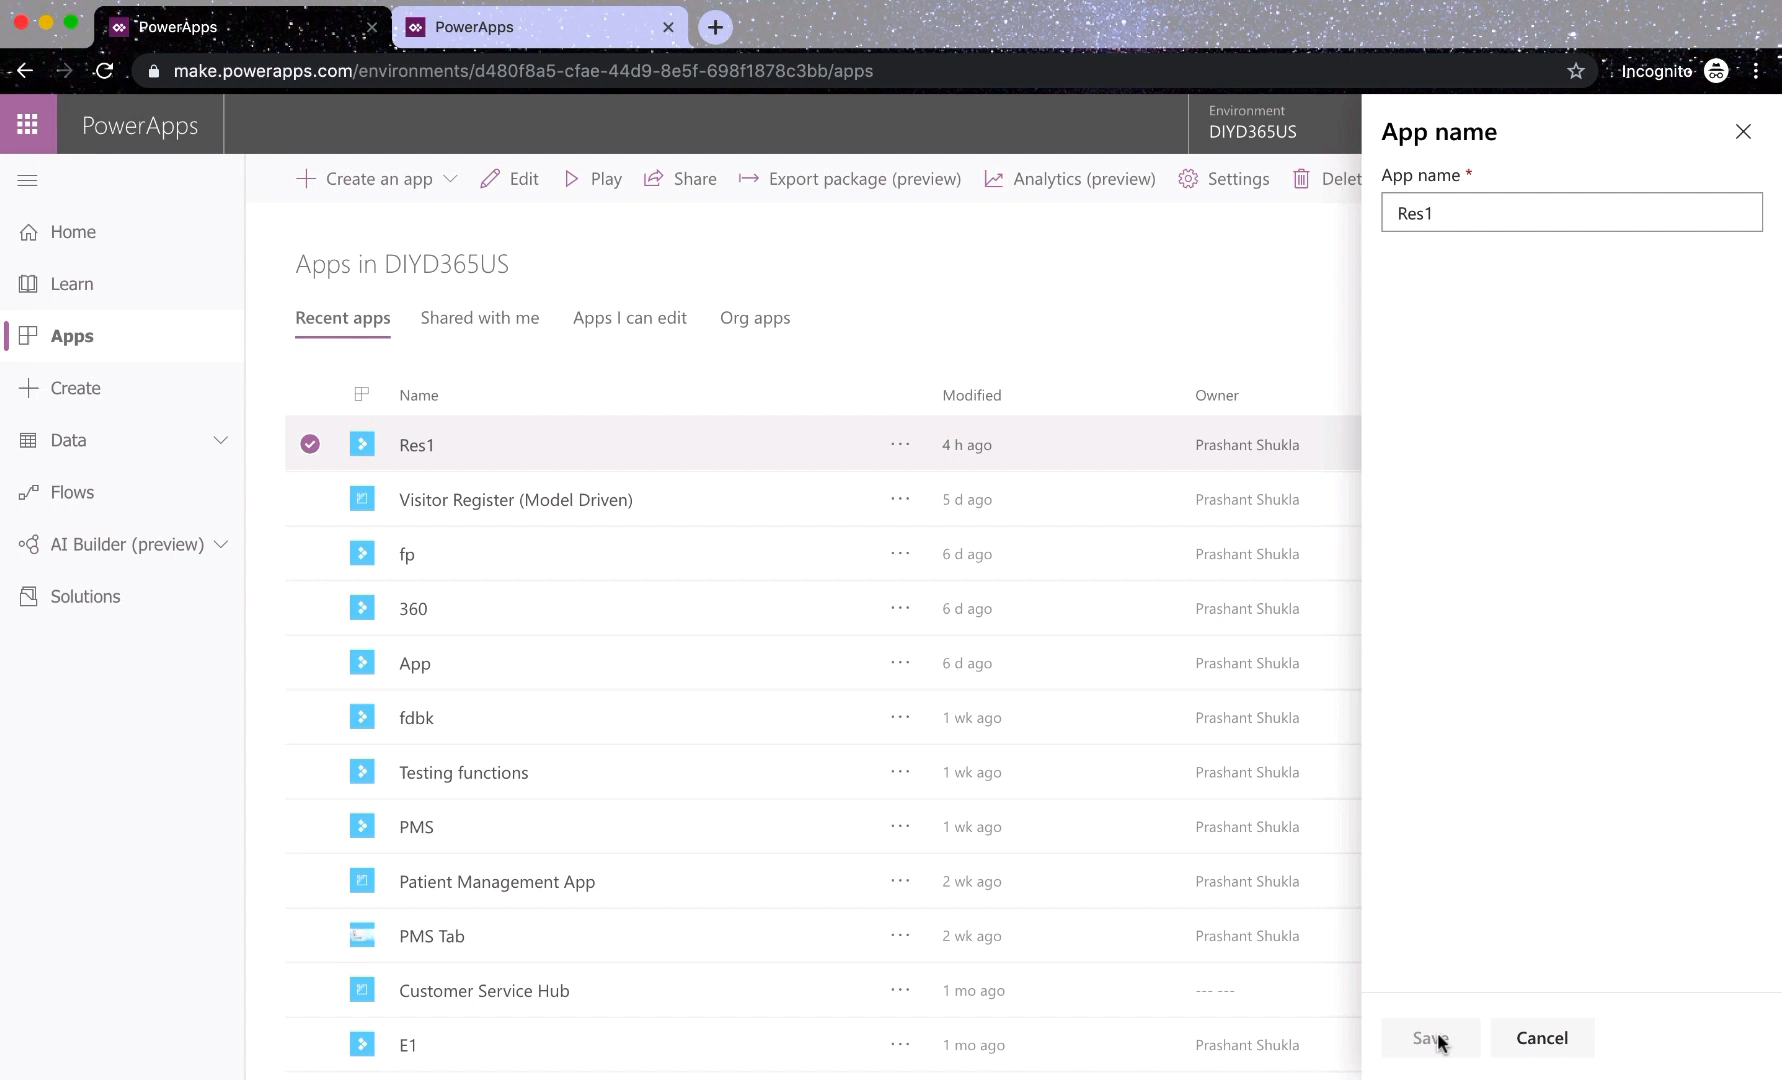 PowerApps
PowerApps
make.powerapps.com/environments/d480f8a5-cfae-44d9-8e5f-698f1878c3bb/apps
Incognito
PowerApps
Environment
DIYD365US
Create an app
Edit
Play
Share
Export package (preview)
Analytics (preview)
Settings
Delet
Home
Learn
Apps
Create
Data
Flows
AI Builder (preview)
Solutions
Apps in DIYD365US
Recent apps
Shared with me
Apps I can edit
Org apps
Name Modified Owner
Res1 ··· 4 h ago Prashant Shukla
Visitor Register (Model Driven) ··· 5 d ago Prashant Shukla
fp ··· 6 d ago Prashant Shukla
360 ··· 6 d ago Prashant Shukla
App ··· 6 d ago Prashant Shukla
fdbk ··· 1 wk ago Prashant Shukla
Testing functions ··· 1 wk ago Prashant Shukla
PMS ··· 1 wk ago Prashant Shukla
Patient Management App ··· 2 wk ago Prashant Shukla
PMS Tab ··· 2 wk ago Prashant Shukla
Customer Service Hub ··· 1 mo ago --- ---
E1 ··· 1 mo ago Prashant Shukla
App name
App name *
Res1
Save
Cancel